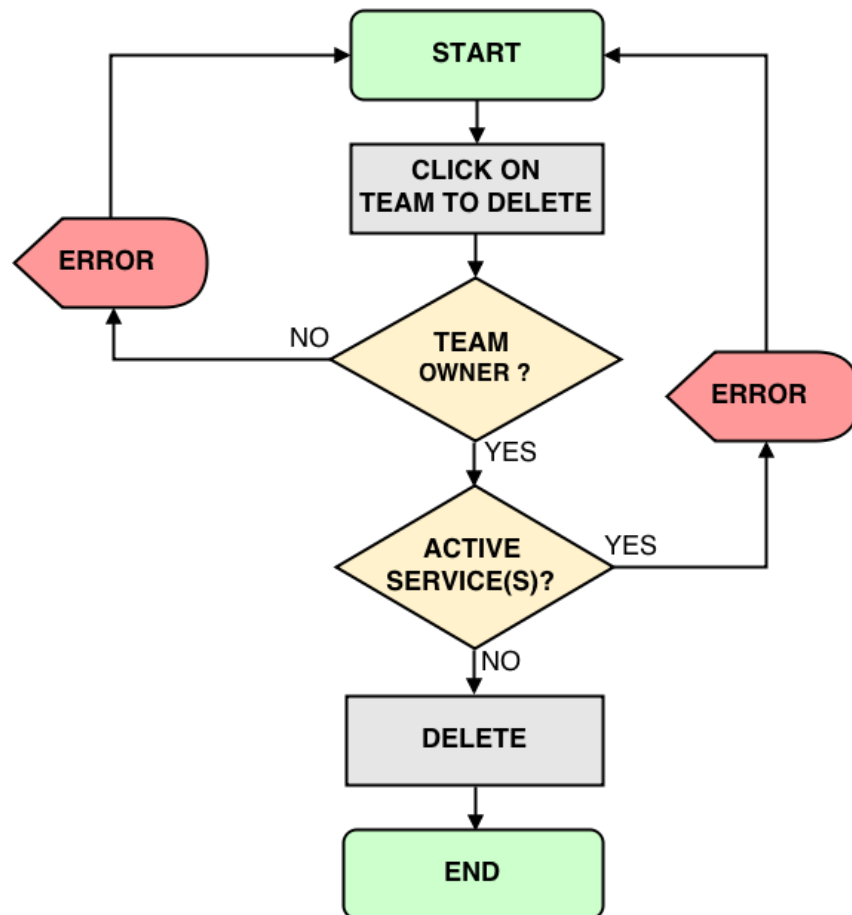 START
CLICK ON
TEAM TO DELETE
ERROR
NO
TEAM
OWNER ?
ERROR
YES
ACTIVE
SERVICE(S)?
YES
NO
DELETE
END